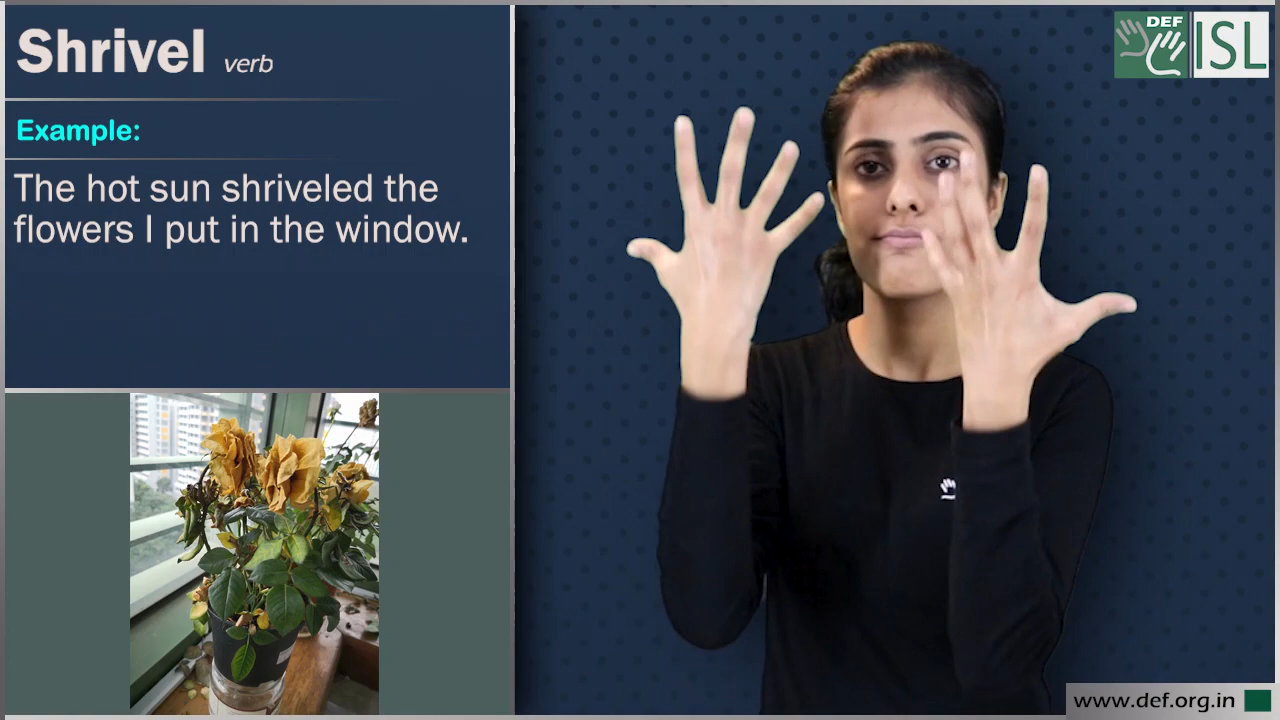 Shrivel verb
Example:
The hot sun shriveled the
flowers I put in the window.
DEF
ISL
www.def.org.in